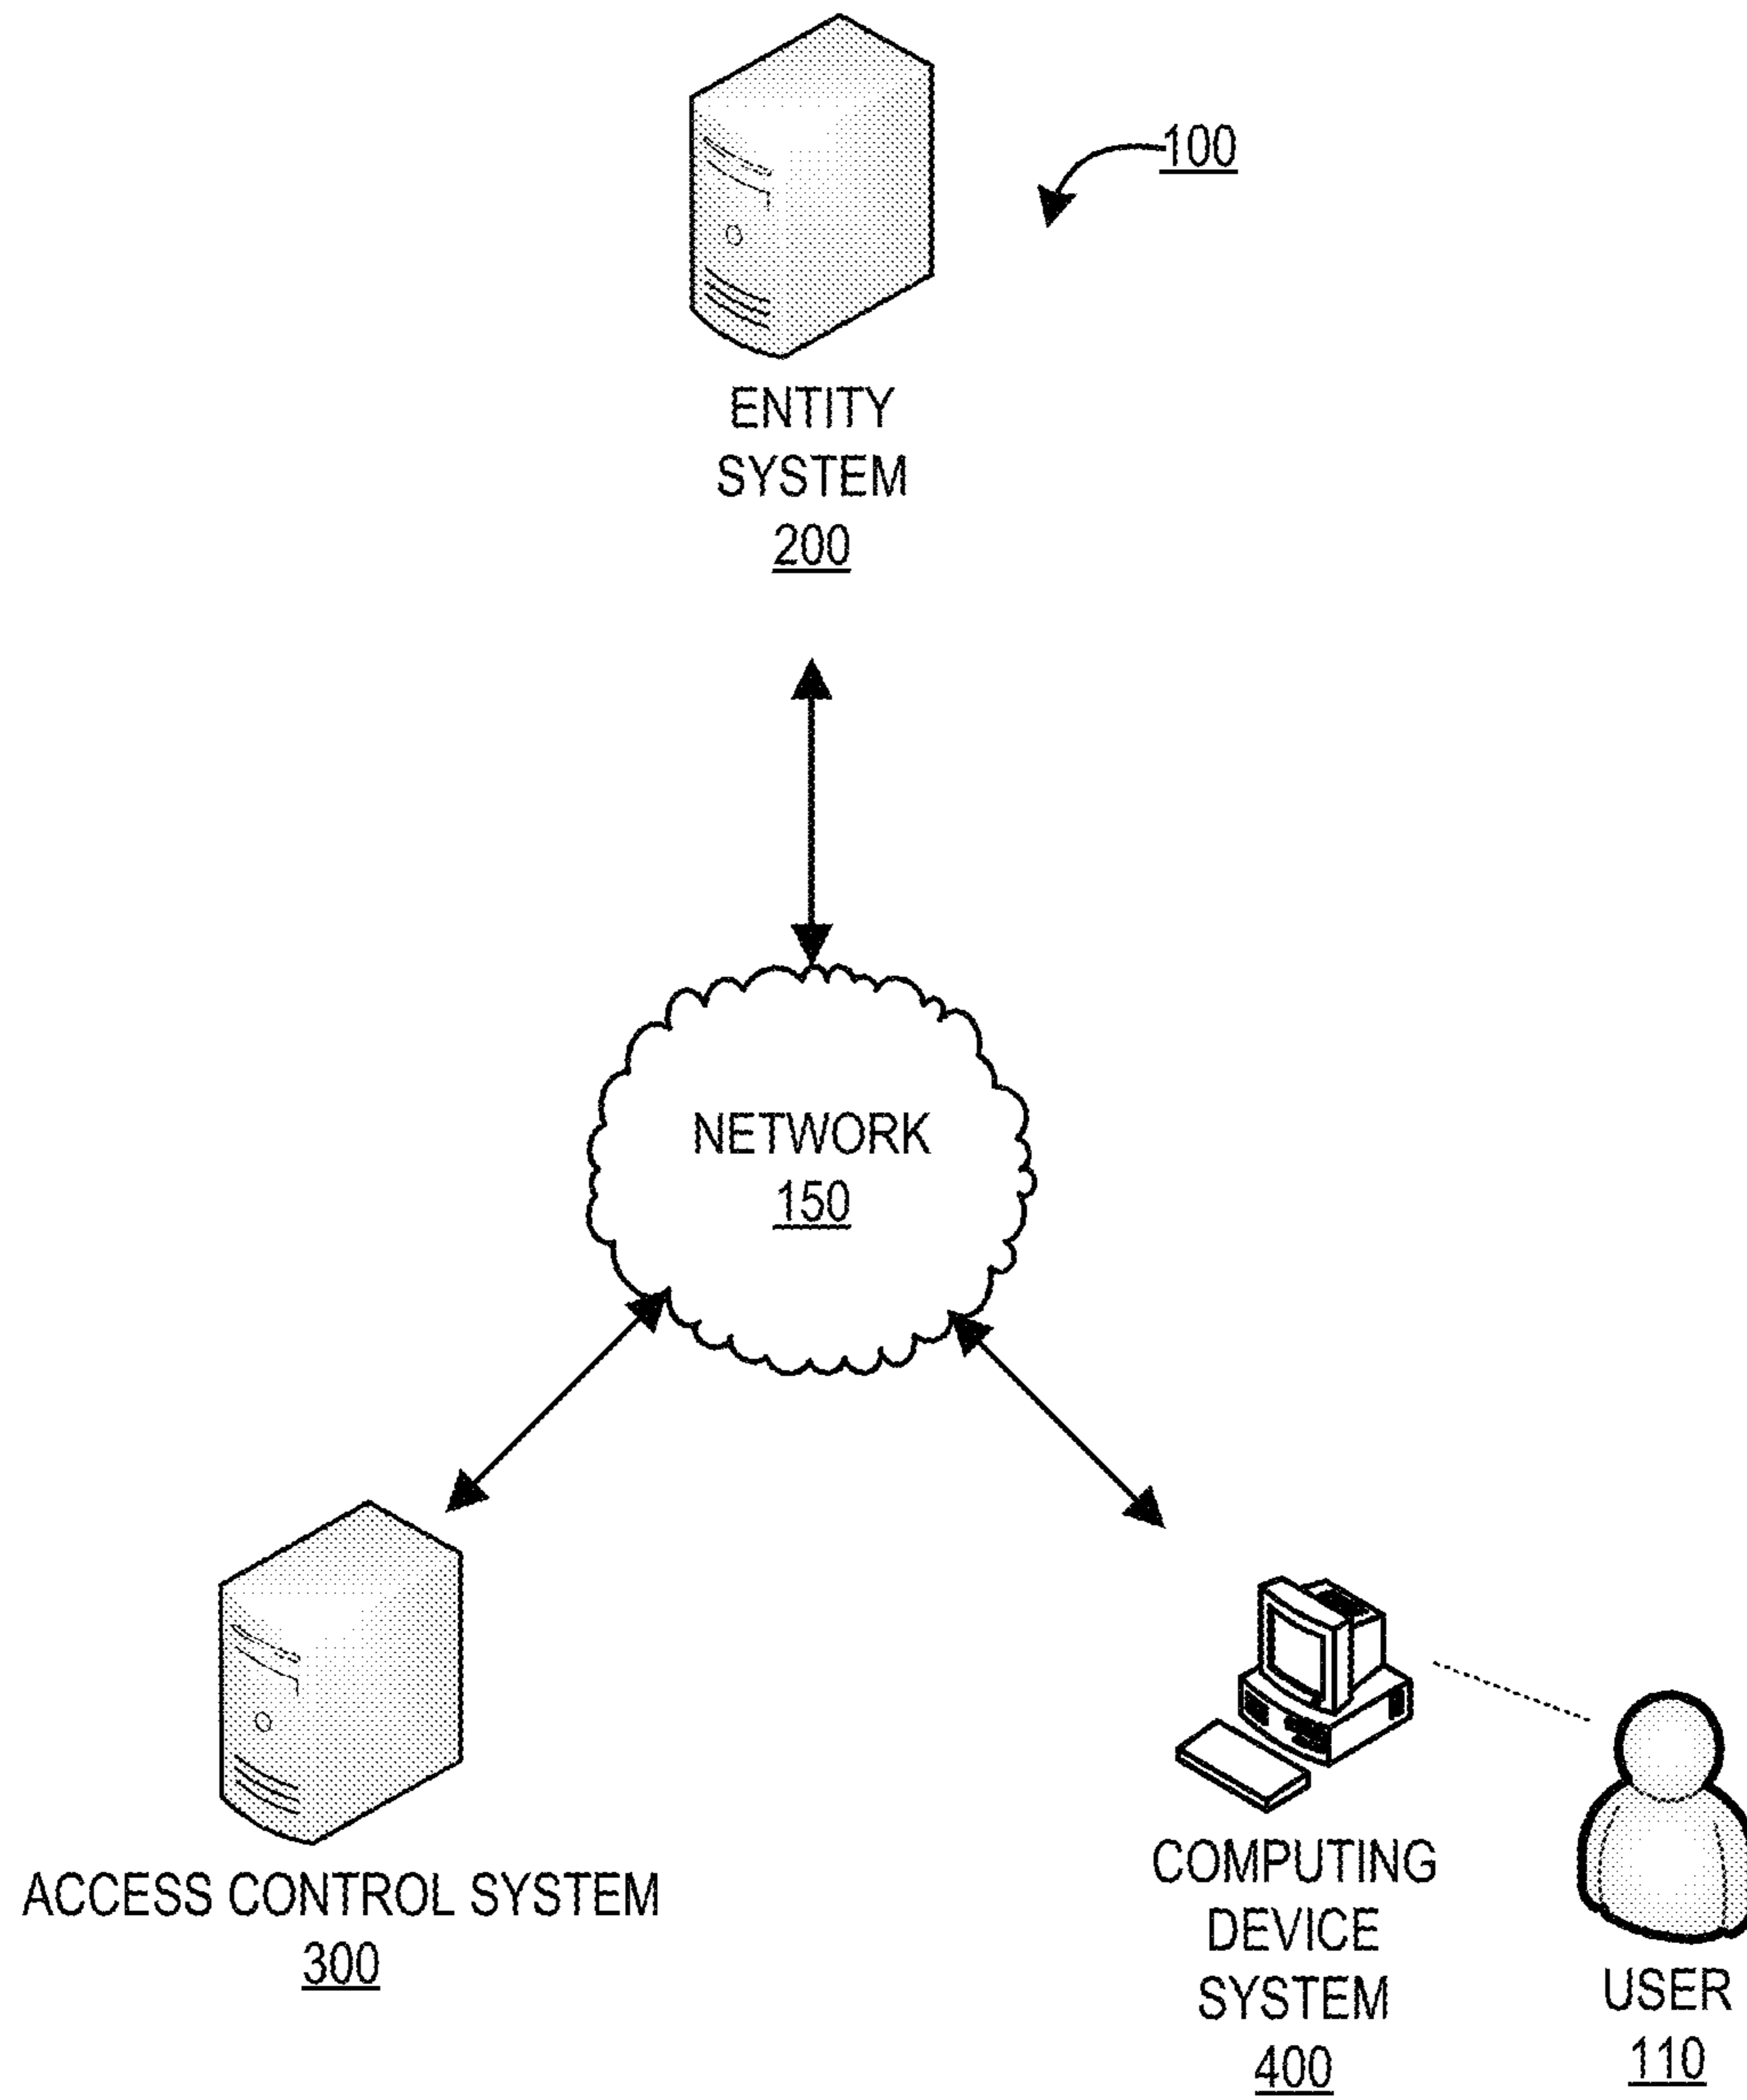 100
ENTITY
SYSTEM
200
NETWORK
150
ACCESS CONTROL SYSTEM
300
COMPUTING
DEVICE
SYSTEM
400
USER
110